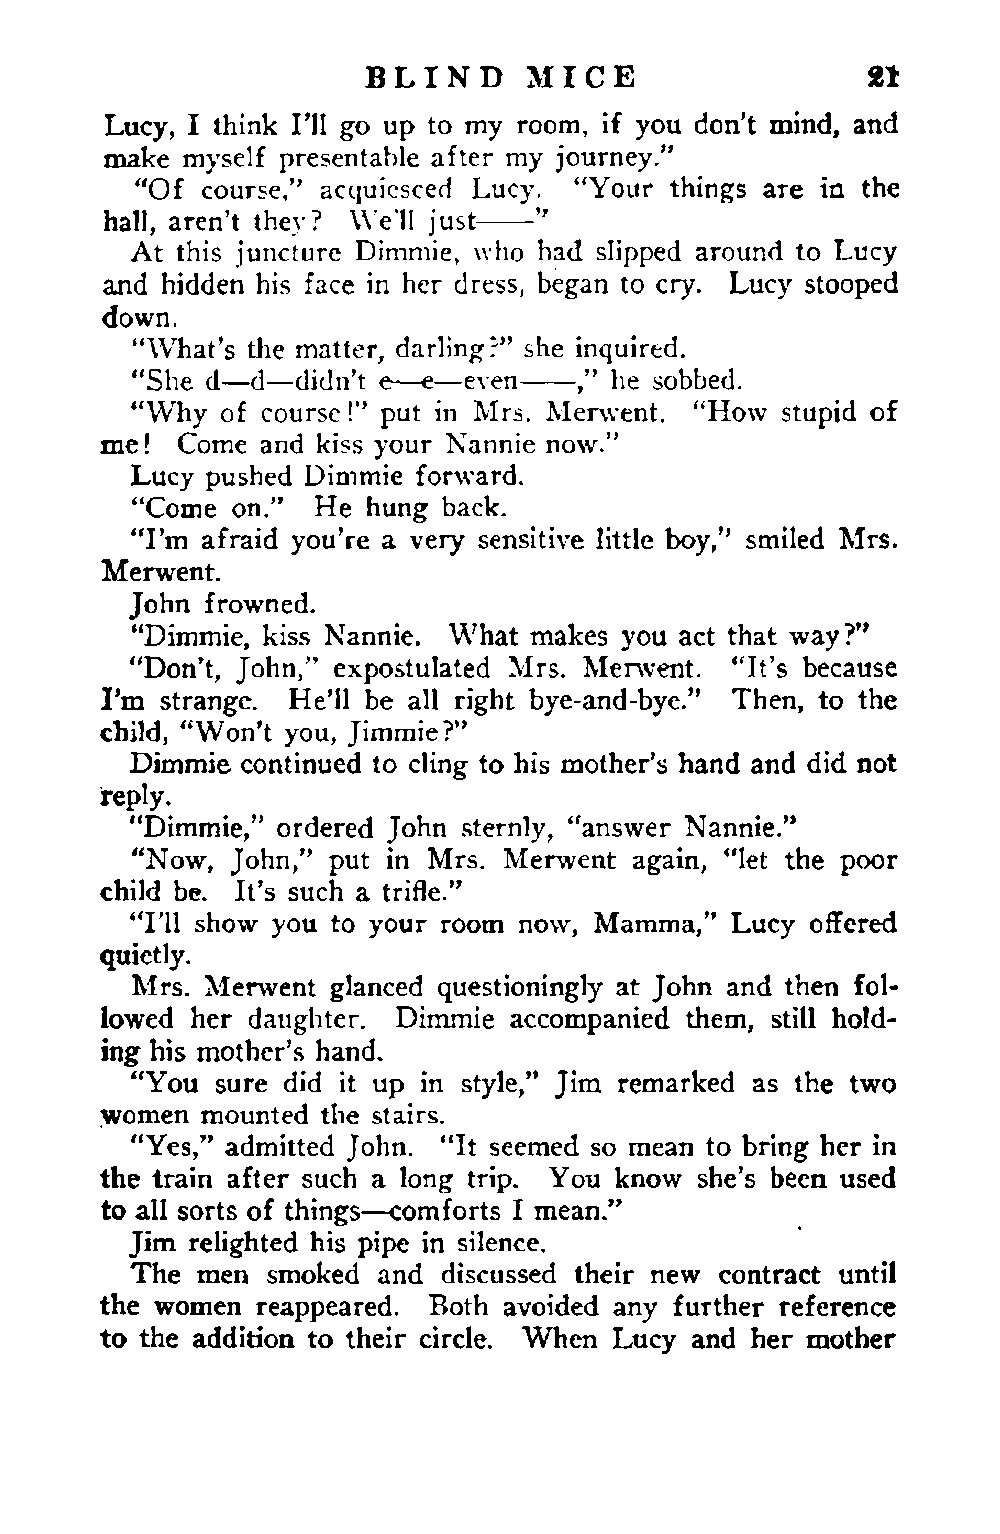 BLIND MICE 21
Lucy, I think I'll go up to my room, if you don't mind, and
make myself presentable after my journey."
"Of course," acquiesced Lucy. "Your things are in the
hall, aren't they? We'll just——"
At this juncture Dimmie, who had slipped around to Lucy
and hidden his face in her dress, began to cry. Lucy stooped
down.
"What's the matter, darling?" she inquired.
"She d—d—didn't e—e—even——," he sobbed.
"Why of course!" put in Mrs. Merwent. "How stupid of
me! Come and kiss your Nannie now."
Lucy pushed Dimmie forward.
"Come on." He hung back.
"I'm afraid you're a very sensitive little boy," smiled Mrs.
Merwent.
John frowned.
"Dimmie, kiss Nannie. What makes you act that way?"
"Don't, John," expostulated Mrs. Merwent. "It's because
I'm strange. He'll be all right bye-and-bye." Then, to the
child, "Won't you, Jimmie?"
Dimmie continued to cling to his mother's hand and did not
reply.
"Dimmie," ordered John sternly, "answer Nannie."
"Now, John," put in Mrs. Merwent again, "let the poor
child be. It's such a trifle."
"I'll show you to your room now, Mamma," Lucy offered
quietly.
Mrs. Merwent glanced questioningly at John and then fol-
lowed her daughter. Dimmie accompanied them, still hold-
ing his mother's hand.
"You sure did it up in style," Jim remarked as the two
women mounted the stairs.
"Yes," admitted John. "It seemed so mean to bring her in
the train after such a long trip. You know she's been used
to all sorts of things—comforts I mean."
Jim relighted his pipe in silence.
The men smoked and discussed their new contract until
the women reappeared. Both avoided any further reference
to the addition to their circle. When Lucy and her mother